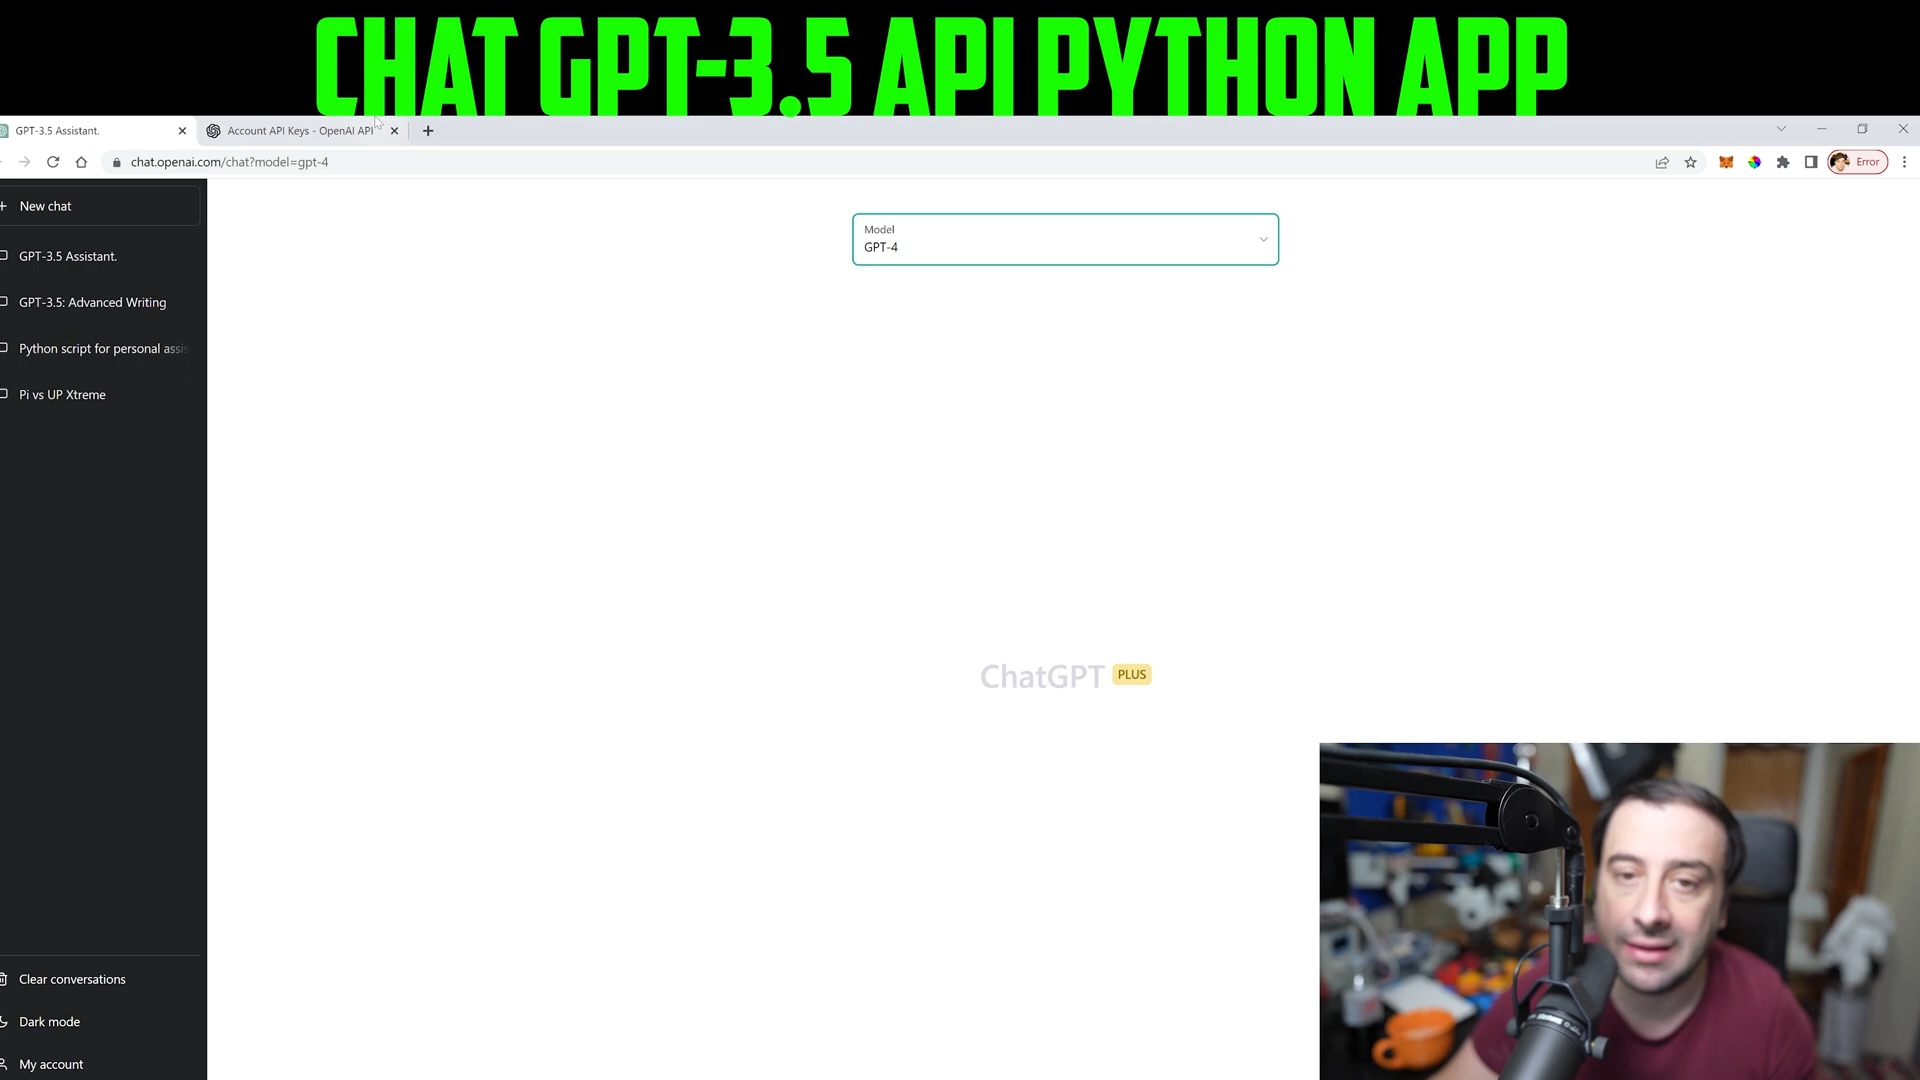 CHAT GPT-3.5 API PYTHON APP
GPT-3.5 Assistant.
Account API Keys - OpenAI API
chat.openai.com/chat?model=gpt-4
Error
New chat
GPT-3.5 Assistant.
GPT-3.5: Advanced Writing
Python script for personal assis
Pi vs UP Xtreme
Clear conversations
Dark mode
My account
Model
GPT-4
ChatGPT PLUS